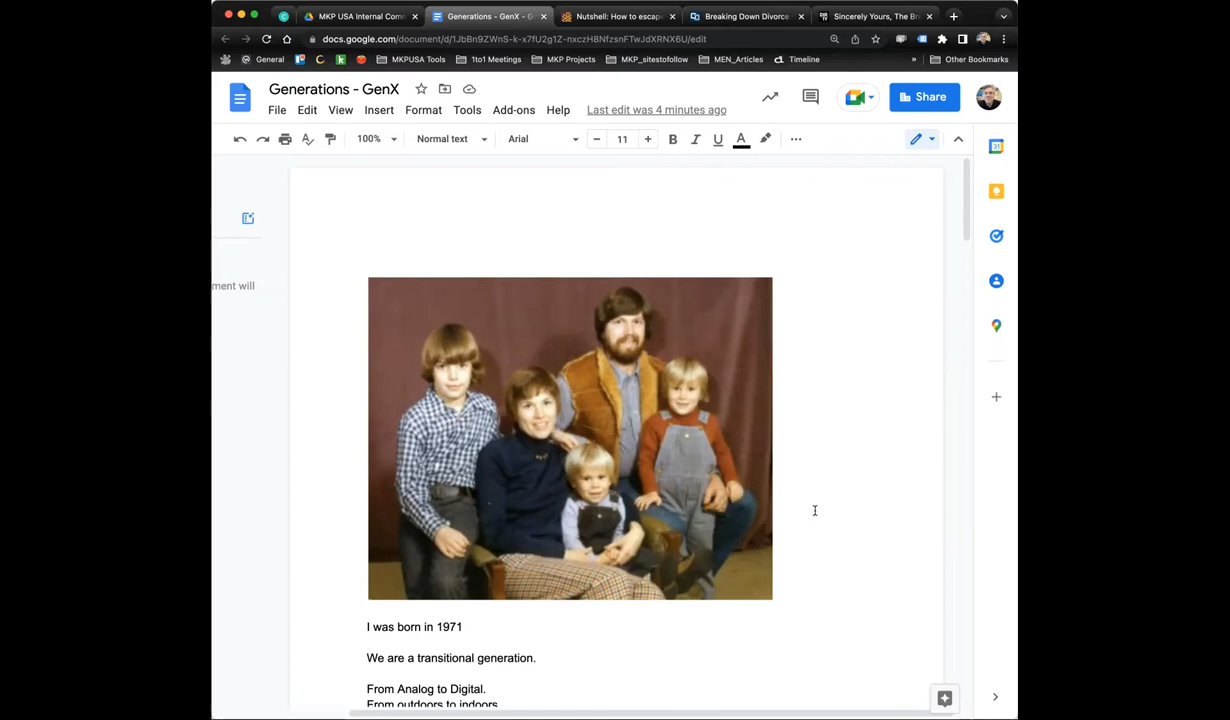 MKP USA Internal Com
Generations - GenX - G
Nutshell: How to escape
Breaking Down Divorce
Sincerely Yours, The Br
docs.google.com/document/d/1JbBn9ZWnS-k-x7fU2g1Z-nxczH8NfzsnFTwJdXRNX6U/edit
General
MKPUSA Tools
1to1 Meetings
MKP Projects
MKP_sitestofollow
MEN_Articles
Timeline
»
Other Bookmarks
Generations - GenX
File Edit View Insert Format Tools Add-ons Help Last edit was 4 minutes ago
Share
100% Normal text Arial 11 B I U A
ment will
31
I was born in 1971
We are a transitional generation.
From Analog to Digital.
From outdoors to indoors